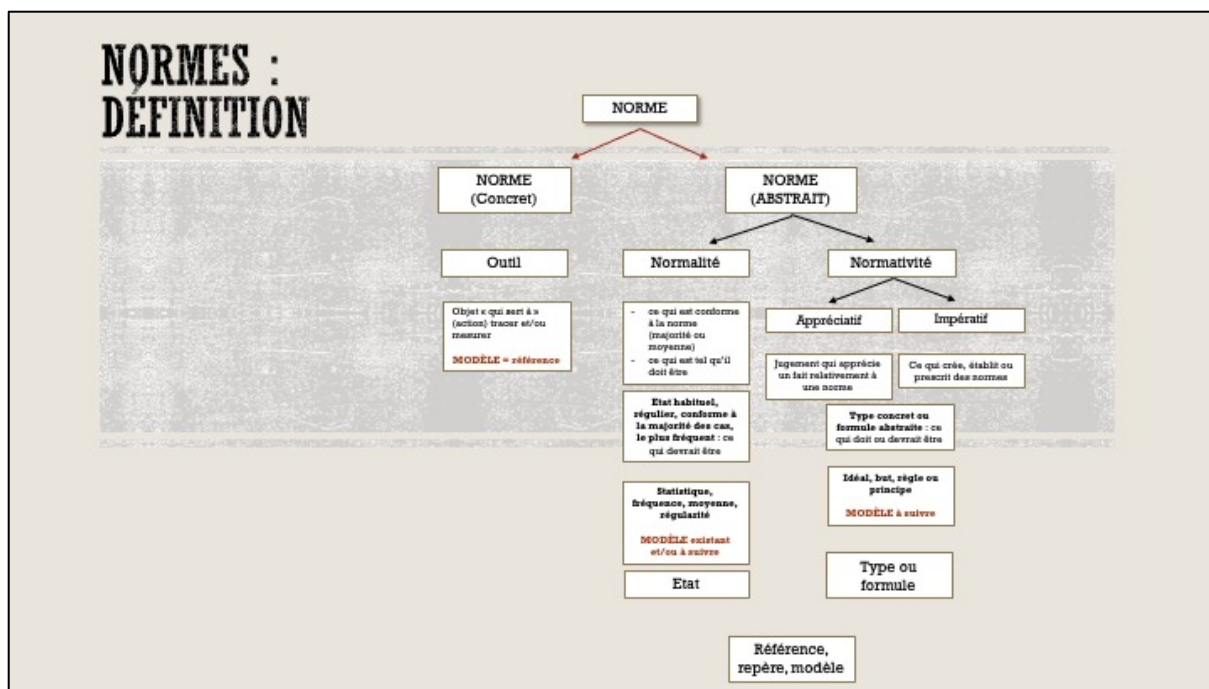 NORMES :
DÉFINITION
NORME
NORME
(Concret)
NORME
(ABSTRAIT)
Outil
Normalité
Normativité
Objet « qui sert à »
(action) tracer et/ou
mesurer
MODÈLE = référence
- ce qui est conforme
à la norme
(majorité ou
moyenne)
- ce qui est tel qu'il
doit être
Appréciatif
Impératif
Jugement qui apprécie
un fait relativement à
une norme
Ce qui crée, établit ou
prescrit des normes
Etat habituel,
régulier, conforme à
la majorité des cas,
le plus fréquent : ce
qui devrait être
Type concret ou
formule abstraite : ce
qui doit ou devrait être
Statistique,
fréquence, moyenne,
régularité
MODÈLE existant
et/ou à suivre
Idéal, but, règle ou
principe
MODÈLE à suivre
Etat
Type ou
formule
Référence,
repère, modèle